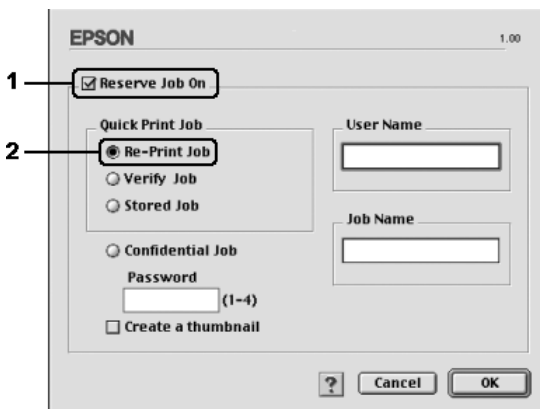 EPSON
1.00
1
Reserve Job On
Quick Print Job
2
Re-Print Job
Verify Job
Stored Job
Confidential Job
Password
(1-4)
Create a thumbnail
User Name
Job Name
?
Cancel
OK